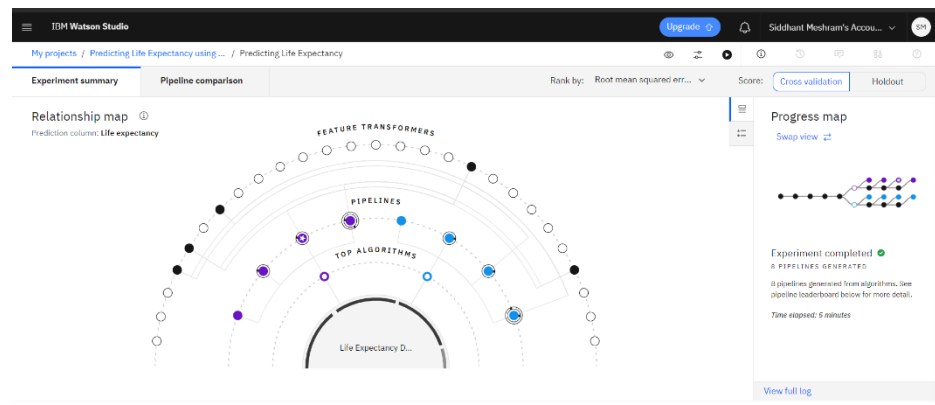 IBM Watson Studio
Upgrade
Siddhant Meshram's Accou...
SM
My projects / Predicting Life Expectancy using ... / Predicting Life Expectancy
Experiment summary
Pipeline comparison
Rank by: Root mean squared err...
Score: Cross validation Holdout
Relationship map
Prediction column: Life expectancy
FEATURE TRANSFORMERS
PIPELINES
TOP ALGORITHMS
Life Expectancy D...
Progress map
Swap view
Experiment completed
8 PIPELINES GENERATED
8 pipelines generated from algorithms. See
pipeline leaderboard below for more detail.
Time elapsed: 5 minutes
View full log